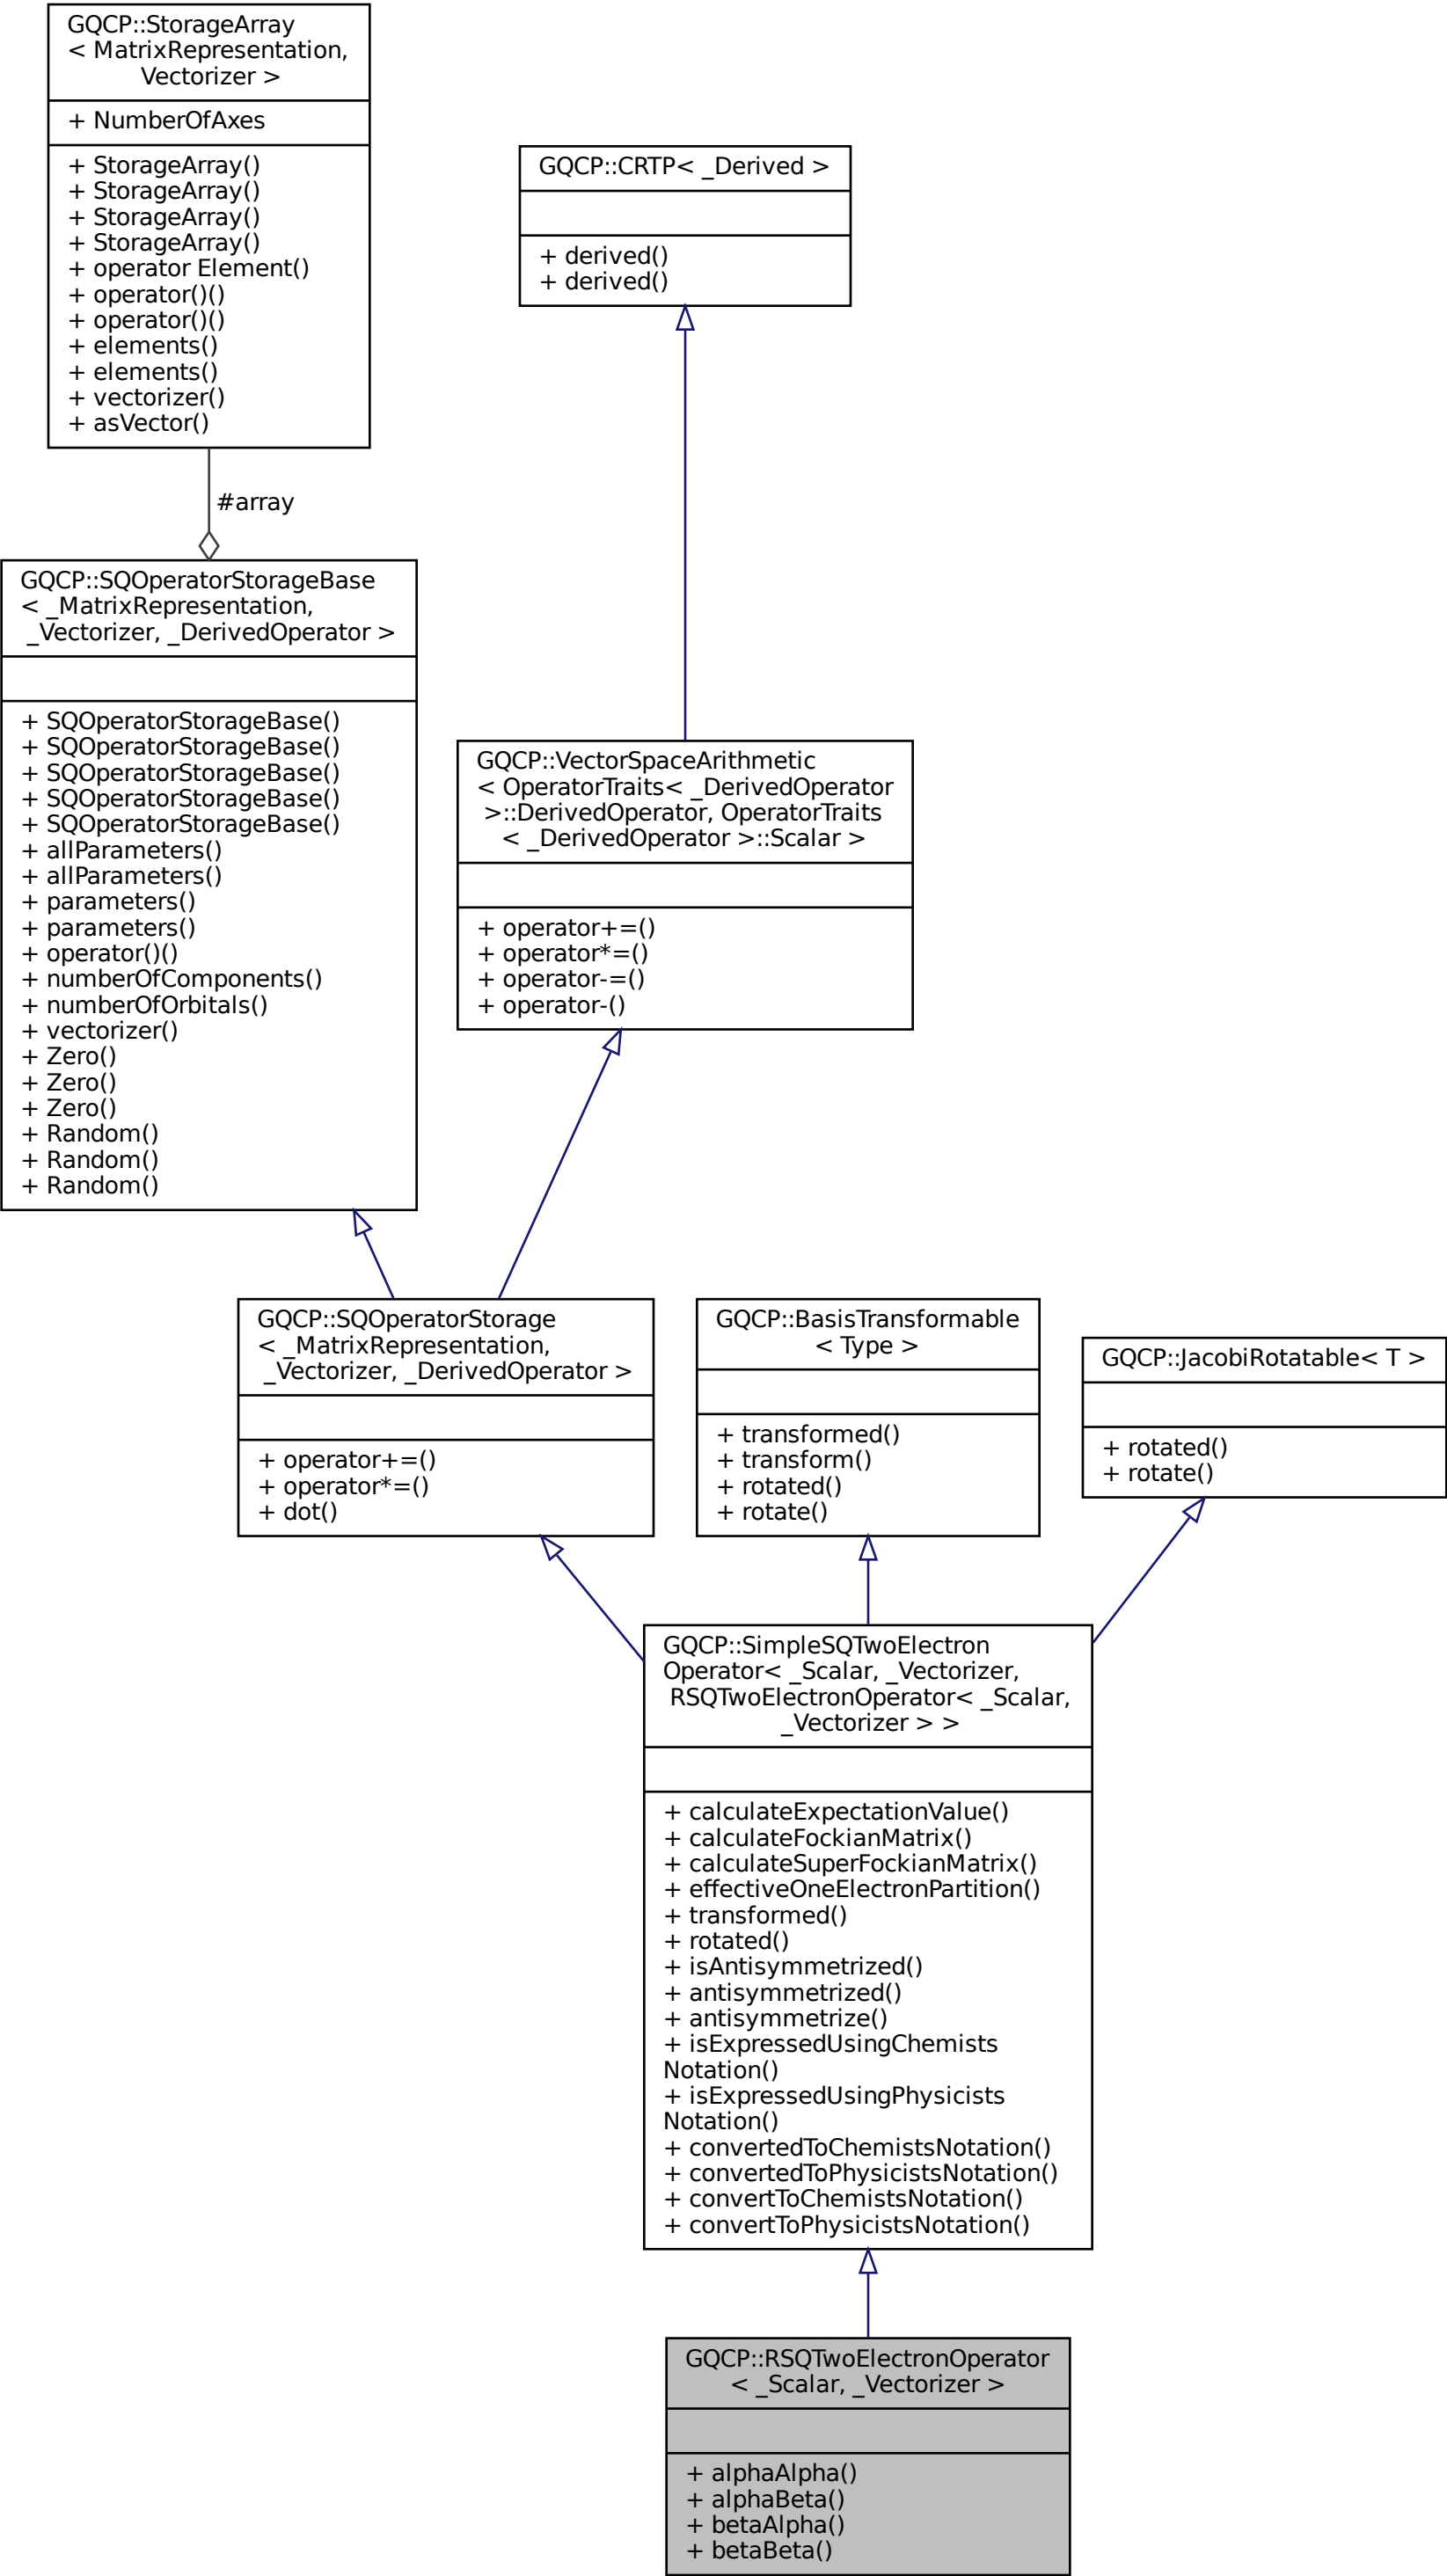 GQCP::StorageArray
< MatrixRepresentation,
Vectorizer >
+ NumberOfAxes
+ StorageArray()
+ StorageArray()
+ StorageArray()
+ StorageArray()
+ operator Element()
+ operator()()
+ operator()()
+ elements()
+ elements()
+ vectorizer()
+ asVector()
GQCP::CRTP< _Derived >
+ derived()
+ derived()
#array
GQCP::SQOperatorStorageBase
< _MatrixRepresentation,
_Vectorizer, _DerivedOperator >
+ SQOperatorStorageBase()
+ SQOperatorStorageBase()
+ SQOperatorStorageBase()
+ SQOperatorStorageBase()
+ SQOperatorStorageBase()
+ allParameters()
+ allParameters()
+ parameters()
+ parameters()
+ operator()()
+ numberOfComponents()
+ numberOfOrbitals()
+ vectorizer()
+ Zero()
+ Zero()
+ Zero()
+ Random()
+ Random()
+ Random()
GQCP::VectorSpaceArithmetic
< OperatorTraits< _DerivedOperator
>::DerivedOperator, OperatorTraits
< _DerivedOperator >::Scalar >
+ operator+=()
+ operator*=()
+ operator-=()
+ operator-()
GQCP::SQOperatorStorage
< _MatrixRepresentation,
_Vectorizer, _DerivedOperator >
+ operator+=()
+ operator*=()
+ dot()
GQCP::BasisTransformable
< Type >
+ transformed()
+ transform()
+ rotated()
+ rotate()
GQCP::JacobiRotatable< T >
+ rotated()
+ rotate()
GQCP::SimpleSQTwoElectron
Operator< _Scalar, _Vectorizer,
RSQTwoElectronOperator< _Scalar,
_Vectorizer > >
+ calculateExpectationValue()
+ calculateFockianMatrix()
+ calculateSuperFockianMatrix()
+ effectiveOneElectronPartition()
+ transformed()
+ rotated()
+ isAntisymmetrized()
+ antisymmetrized()
+ antisymmetrize()
+ isExpressedUsingChemists
Notation()
+ isExpressedUsingPhysicists
Notation()
+ convertedToChemistsNotation()
+ convertedToPhysicistsNotation()
+ convertToChemistsNotation()
+ convertToPhysicistsNotation()
GQCP::RSQTwoElectronOperator
< _Scalar, _Vectorizer >
+ alphaAlpha()
+ alphaBeta()
+ betaAlpha()
+ betaBeta()